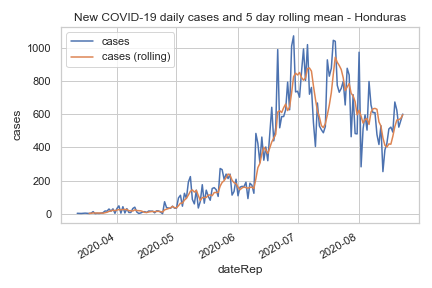 New COVID-19 daily cases and 5 day rolling mean - Honduras
cases
cases (rolling)
1000
800
600
400
200
0
cases
2020-04
2020-05
2020-06
2020-07
2020-08
dateRep